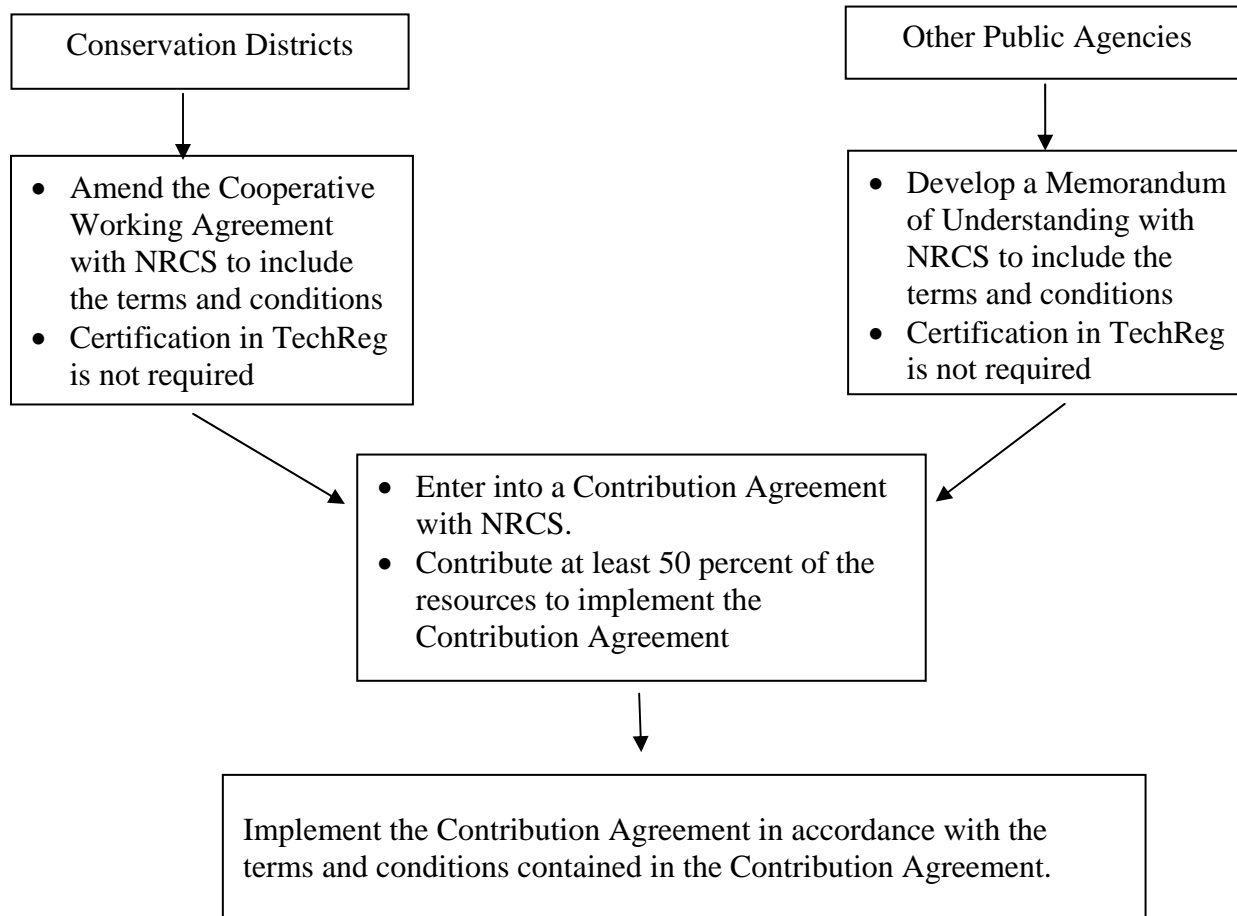 Conservation Districts
Other Public Agencies
• Amend the Cooperative
Working Agreement
with NRCS to include
the terms and conditions
• Certification in TechReg
is not required
• Develop a Memorandum
of Understanding with
NRCS to include the
terms and conditions
• Certification in TechReg
is not required
• Enter into a Contribution Agreement
with NRCS.
• Contribute at least 50 percent of the
resources to implement the
Contribution Agreement
Implement the Contribution Agreement in accordance with the
terms and conditions contained in the Contribution Agreement.